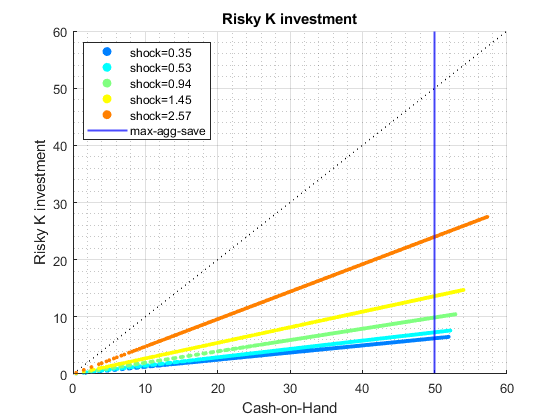 Risky K investment
shock=0.35
shock=0.53
shock=0.94
shock=1.45
shock=2.57
max-agg-save
Risky K investment
60
50
40
30
20
10
0
0 10 20 30 40 50 60
Cash-on-Hand